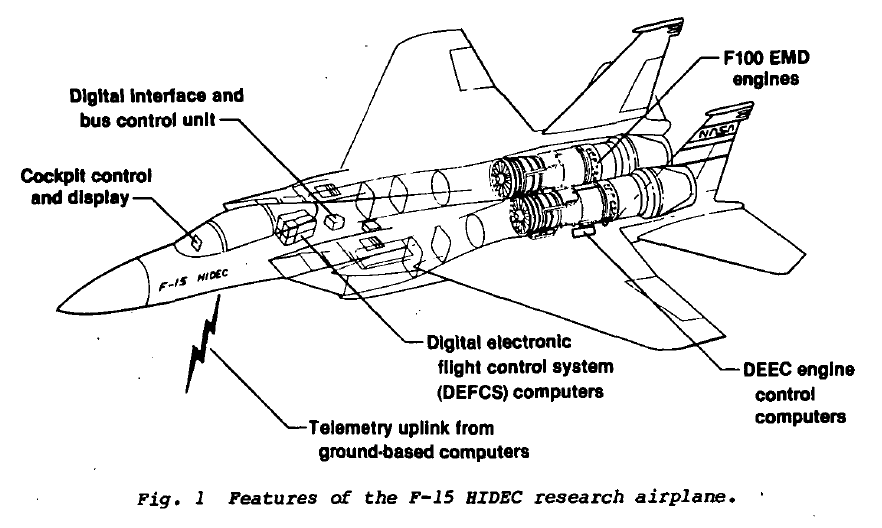 F100 EMD
engines
Digital interface and
bus control unit
NASA
Cockpit control
and display
F-15 HIDEC
Digital electronic
flight control system
(DEFCS) computers
DEEC engine
control
computers
Telemetry uplink from
ground-based computers
Fig. 1 Features of the F-15 HIDEC research airplane.